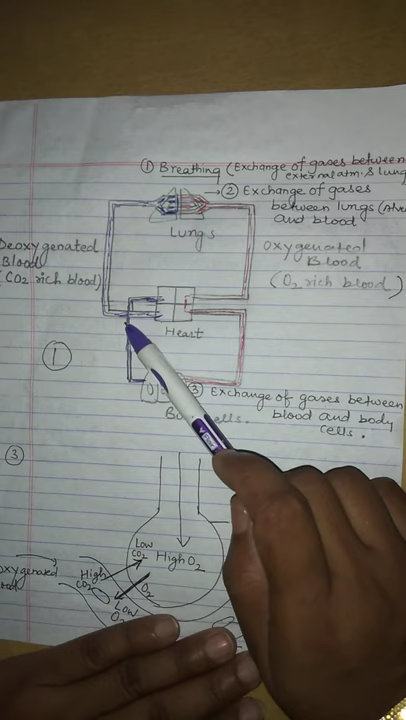 ① Breathing (Exchange of gases between
external atm. & lung
→② Exchange of gases
between lungs (Alve
and blood
Lungs
Deoxygenated
Blood
(CO2 rich blood)
Oxygenated
Blood
(O2 rich blood)
Heart
①
③ Exchange of gases between
blood and body
cells.
cells.
③
Low
CO2
High O2
High
CO2
O2
Low
O2